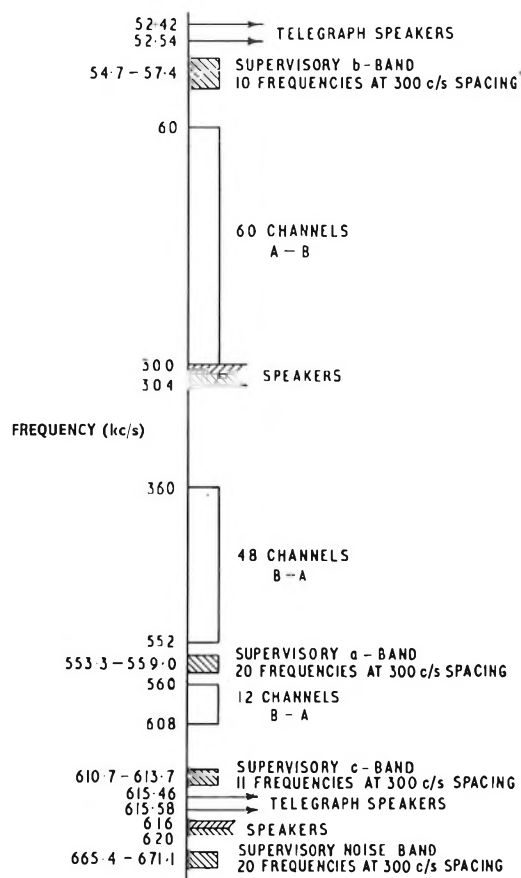 52·42
52·54
TELEGRAPH SPEAKERS
54·7 – 57·4
SUPERVISORY b-BAND
10 FREQUENCIES AT 300 c/s SPACING
60
60 CHANNELS
A – B
300
304
SPEAKERS
FREQUENCY (kc/s)
360
48 CHANNELS
B – A
552
553·3 – 559·0
SUPERVISORY a-BAND
20 FREQUENCIES AT 300 c/s SPACING
560
12 CHANNELS
B – A
608
610·7 – 613·7
SUPERVISORY c-BAND
11 FREQUENCIES AT 300 c/s SPACING
615·46
615·58
TELEGRAPH SPEAKERS
616
620
SPEAKERS
665·4 – 671·1
SUPERVISORY NOISE BAND
20 FREQUENCIES AT 300 c/s SPACING